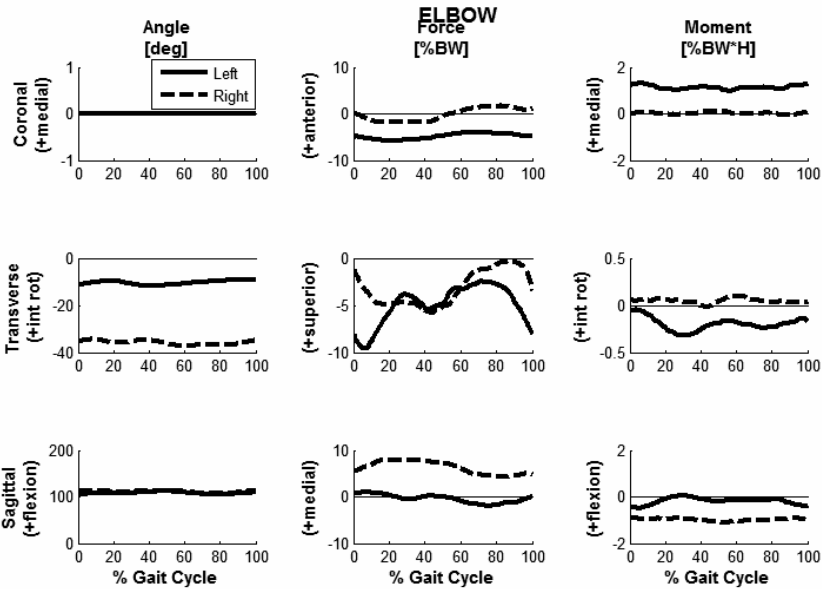 ELBOW
Angle
[deg]
Force
[%BW]
Moment
[%BW*H]
Coronal
(+medial)
1
0
-1
0 20 40 60 80 100
Left
Right
(+anterior)
10
0
-10
0 20 40 60 80 100
(+medial)
2
0
-2
0 20 40 60 80 100
Transverse
(+int rot)
0
-20
-40
0 20 40 60 80 100
(+superior)
0
-5
-10
0 20 40 60 80 100
(+int rot)
0.5
0
-0.5
0 20 40 60 80 100
Sagittal
(+flexion)
200
100
0
0 20 40 60 80 100
% Gait Cycle
(+medial)
10
0
-10
0 20 40 60 80 100
% Gait Cycle
(+flexion)
2
0
-2
0 20 40 60 80 100
% Gait Cycle